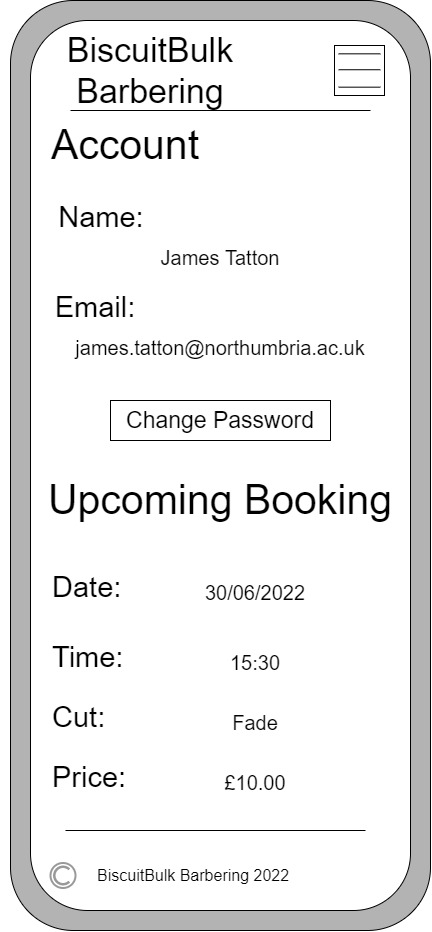 BiscuitBulk
Barbering
Account
Name:
James Tatton
Email:
james.tatton@northumbria.ac.uk
Change Password
Upcoming Booking
Date: 30/06/2022
Time: 15:30
Cut: Fade
Price: £10.00
© BiscuitBulk Barbering 2022